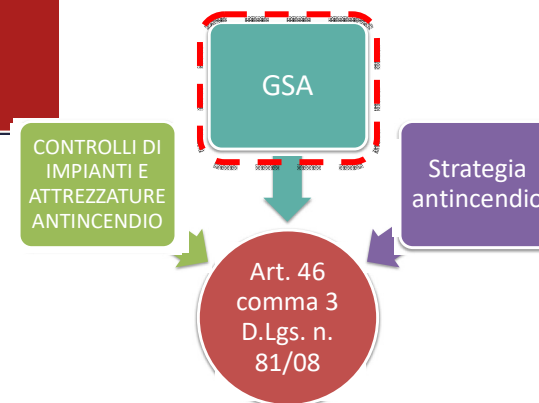 GSA
CONTROLLI DI
IMPIANTI E
ATTREZZATURE
ANTINCENDIO
Strategia
antincendio
Art. 46
comma 3
D.Lgs. n.
81/08